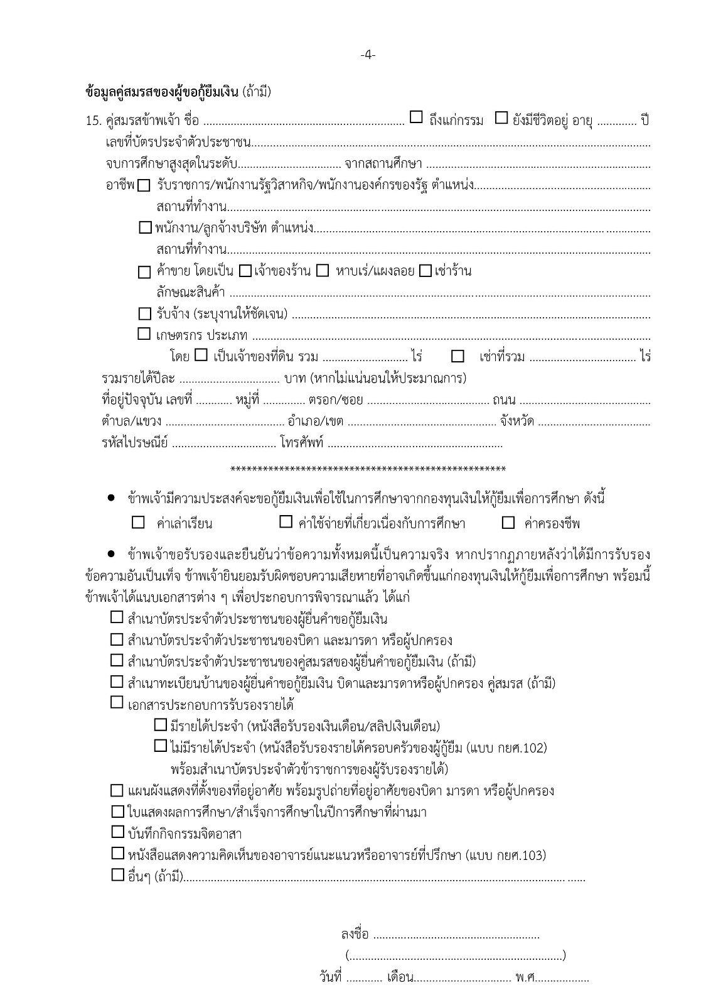 -4-
ข้อมูลคู่สมรสของผู้ขอกู้ยืมเงิน (ถ้ามี)
15. คู่สมรสข้าพเจ้า ชื่อ .................................................................. ☐ ถึงแก่กรรม ☐ ยังมีชีวิตอยู่ อายุ ............. ปี
เลขที่บัตรประจำตัวประชาชน...................................................................................................................................
จบการศึกษาสูงสุดในระดับ.................................. จากสถานศึกษา ..........................................................................
อาชีพ ☐ รับราชการ/พนักงานรัฐวิสาหกิจ/พนักงานองค์กรของรัฐ ตำแหน่ง..........................................................
สถานที่ทำงาน...........................................................................................................................................
☐ พนักงาน/ลูกจ้างบริษัท ตำแหน่ง..............................................................................................................
สถานที่ทำงาน...........................................................................................................................................
☐ ค้าขาย โดยเป็น ☐ เจ้าของร้าน ☐ หาบเร่/แผงลอย ☐ เช่าร้าน
ลักษณะสินค้า ..........................................................................................................................................
☐ รับจ้าง (ระบุงานให้ชัดเจน) ......................................................................................................................
☐ เกษตรกร ประเภท ...................................................................................................................................
โดย ☐ เป็นเจ้าของที่ดิน รวม ............................ ไร่ ☐ เช่าที่รวม ................................... ไร่
รวมรายได้ปีละ ................................. บาท (หากไม่แน่นอนให้ประมาณการ)
ที่อยู่ปัจจุบัน เลขที่ ............ หมู่ที่ .............. ตรอก/ซอย ........................................ ถนน ...........................................
ตำบล/แขวง ....................................... อำเภอ/เขต ................................................. จังหวัด .....................................
รหัสไปรษณีย์ .................................. โทรศัพท์ .........................................................
***************************************************
● ข้าพเจ้ามีความประสงค์จะขอกู้ยืมเงินเพื่อใช้ในการศึกษาจากกองทุนเงินให้กู้ยืมเพื่อการศึกษา ดังนี้
☐ ค่าเล่าเรียน ☐ ค่าใช้จ่ายที่เกี่ยวเนื่องกับการศึกษา ☐ ค่าครองชีพ
● ข้าพเจ้าขอรับรองและยืนยันว่าข้อความทั้งหมดนี้เป็นความจริง หากปรากฏภายหลังว่าได้มีการรับรอง
ข้อความอันเป็นเท็จ ข้าพเจ้ายินยอมรับผิดชอบความเสียหายที่อาจเกิดขึ้นแก่กองทุนเงินให้กู้ยืมเพื่อการศึกษา พร้อมนี้
ข้าพเจ้าได้แนบเอกสารต่าง ๆ เพื่อประกอบการพิจารณาแล้ว ได้แก่
☐ สำเนาบัตรประจำตัวประชาชนของผู้ยื่นคำขอกู้ยืมเงิน
☐ สำเนาบัตรประจำตัวประชาชนของบิดา และมารดา หรือผู้ปกครอง
☐ สำเนาบัตรประจำตัวประชาชนของคู่สมรสของผู้ยื่นคำขอกู้ยืมเงิน (ถ้ามี)
☐ สำเนาทะเบียนบ้านของผู้ยื่นคำขอกู้ยืมเงิน บิดาและมารดาหรือผู้ปกครอง คู่สมรส (ถ้ามี)
☐ เอกสารประกอบการรับรองรายได้
☐ มีรายได้ประจำ (หนังสือรับรองเงินเดือน/สลิปเงินเดือน)
☐ ไม่มีรายได้ประจำ (หนังสือรับรองรายได้ครอบครัวของผู้กู้ยืม (แบบ กยศ.102)
พร้อมสำเนาบัตรประจำตัวข้าราชการของผู้รับรองรายได้)
☐ แผนผังแสดงที่ตั้งของที่อยู่อาศัย พร้อมรูปถ่ายที่อยู่อาศัยของบิดา มารดา หรือผู้ปกครอง
☐ ใบแสดงผลการศึกษา/สำเร็จการศึกษาในปีการศึกษาที่ผ่านมา
☐ บันทึกกิจกรรมจิตอาสา
☐ หนังสือแสดงความคิดเห็นของอาจารย์แนะแนวหรืออาจารย์ที่ปรึกษา (แบบ กยศ.103)
☐ อื่นๆ (ถ้ามี)...................................................................................................................................
ลงชื่อ .......................................................
(......................................................................)
วันที่ ............ เดือน................................ พ.ศ..................